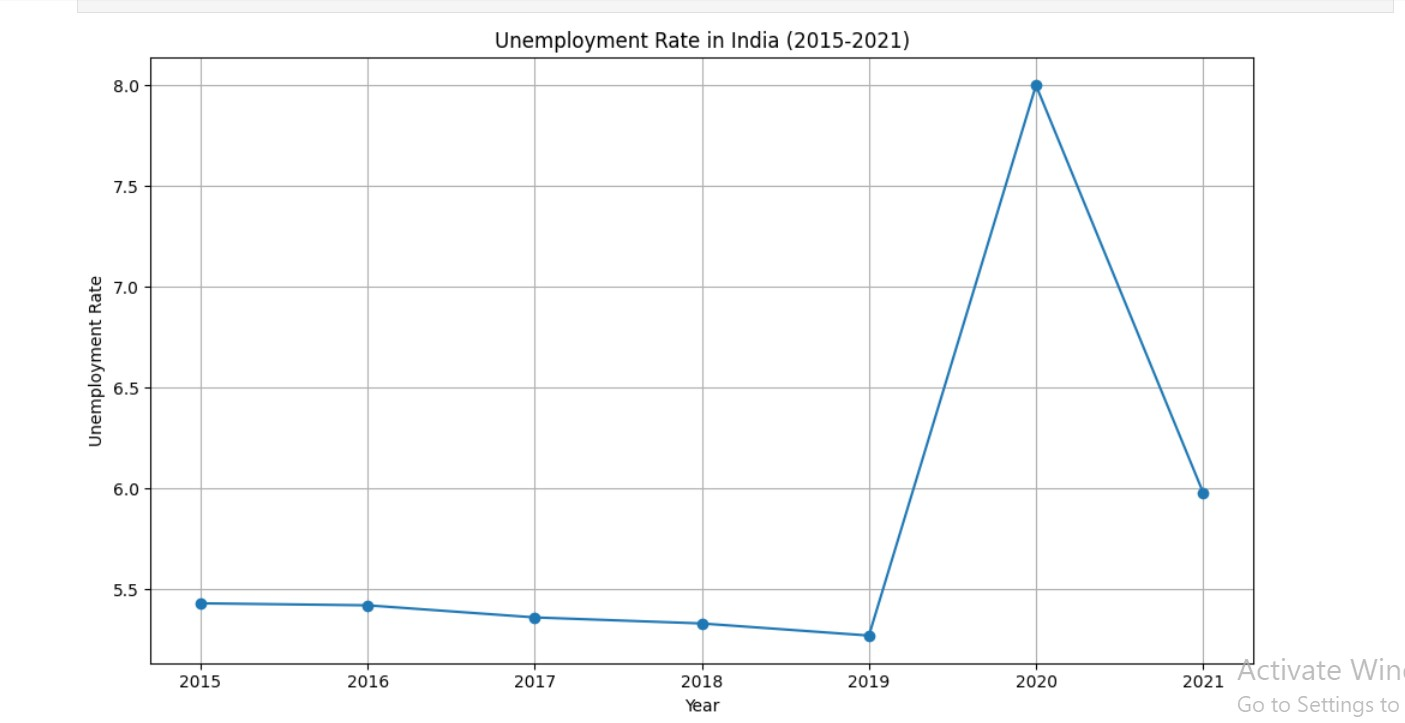 Unemployment Rate in India (2015-2021)
8.0
7.5
7.0
6.5
6.0
5.5
Unemployment Rate
2015 2016 2017 2018 2019 2020 2021
Year
Activate Win
Go to Settings to